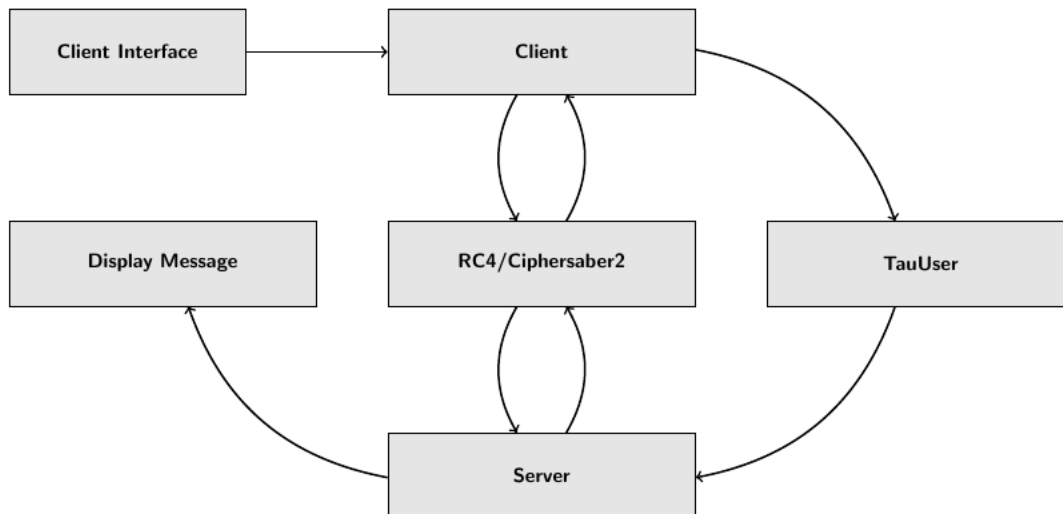 Client Interface
Client
Display Message
RC4/Ciphersaber2
TauUser
Server